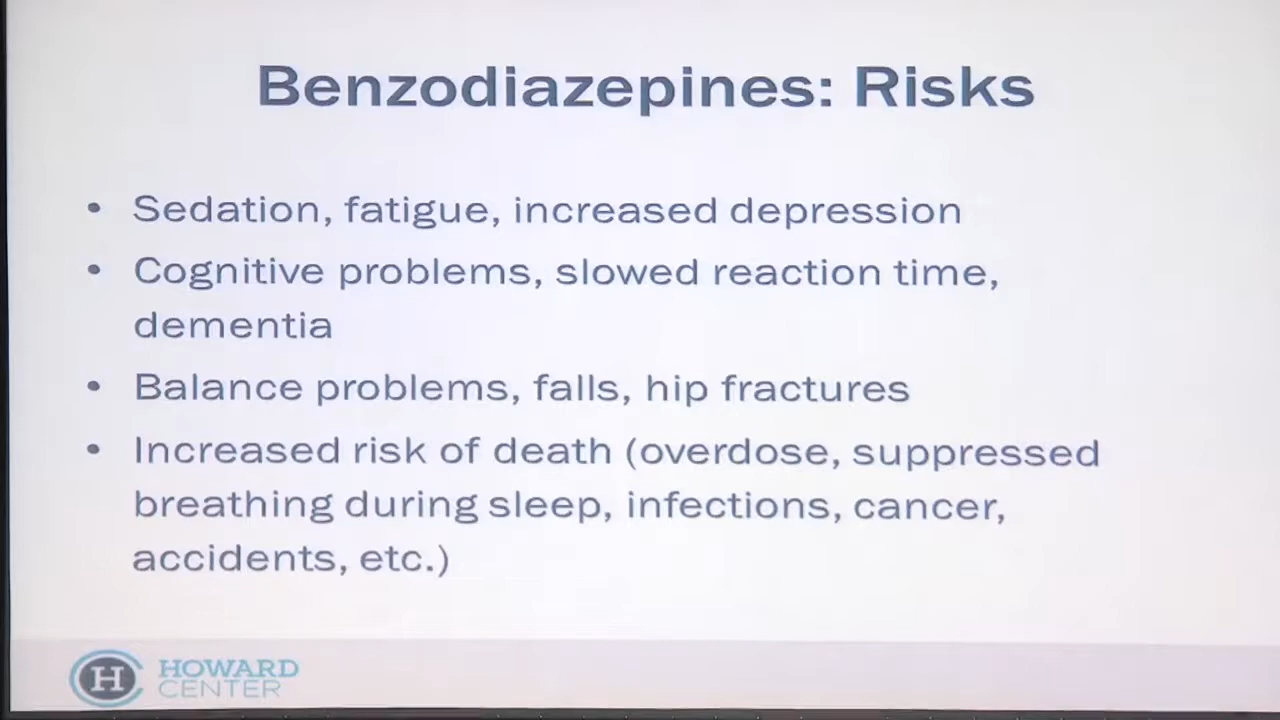 Benzodiazepines: Risks
• Sedation, fatigue, increased depression
• Cognitive problems, slowed reaction time,
dementia
• Balance problems, falls, hip fractures
• Increased risk of death (overdose, suppressed
breathing during sleep, infections, cancer,
accidents, etc.)
H HOWARD
CENTER